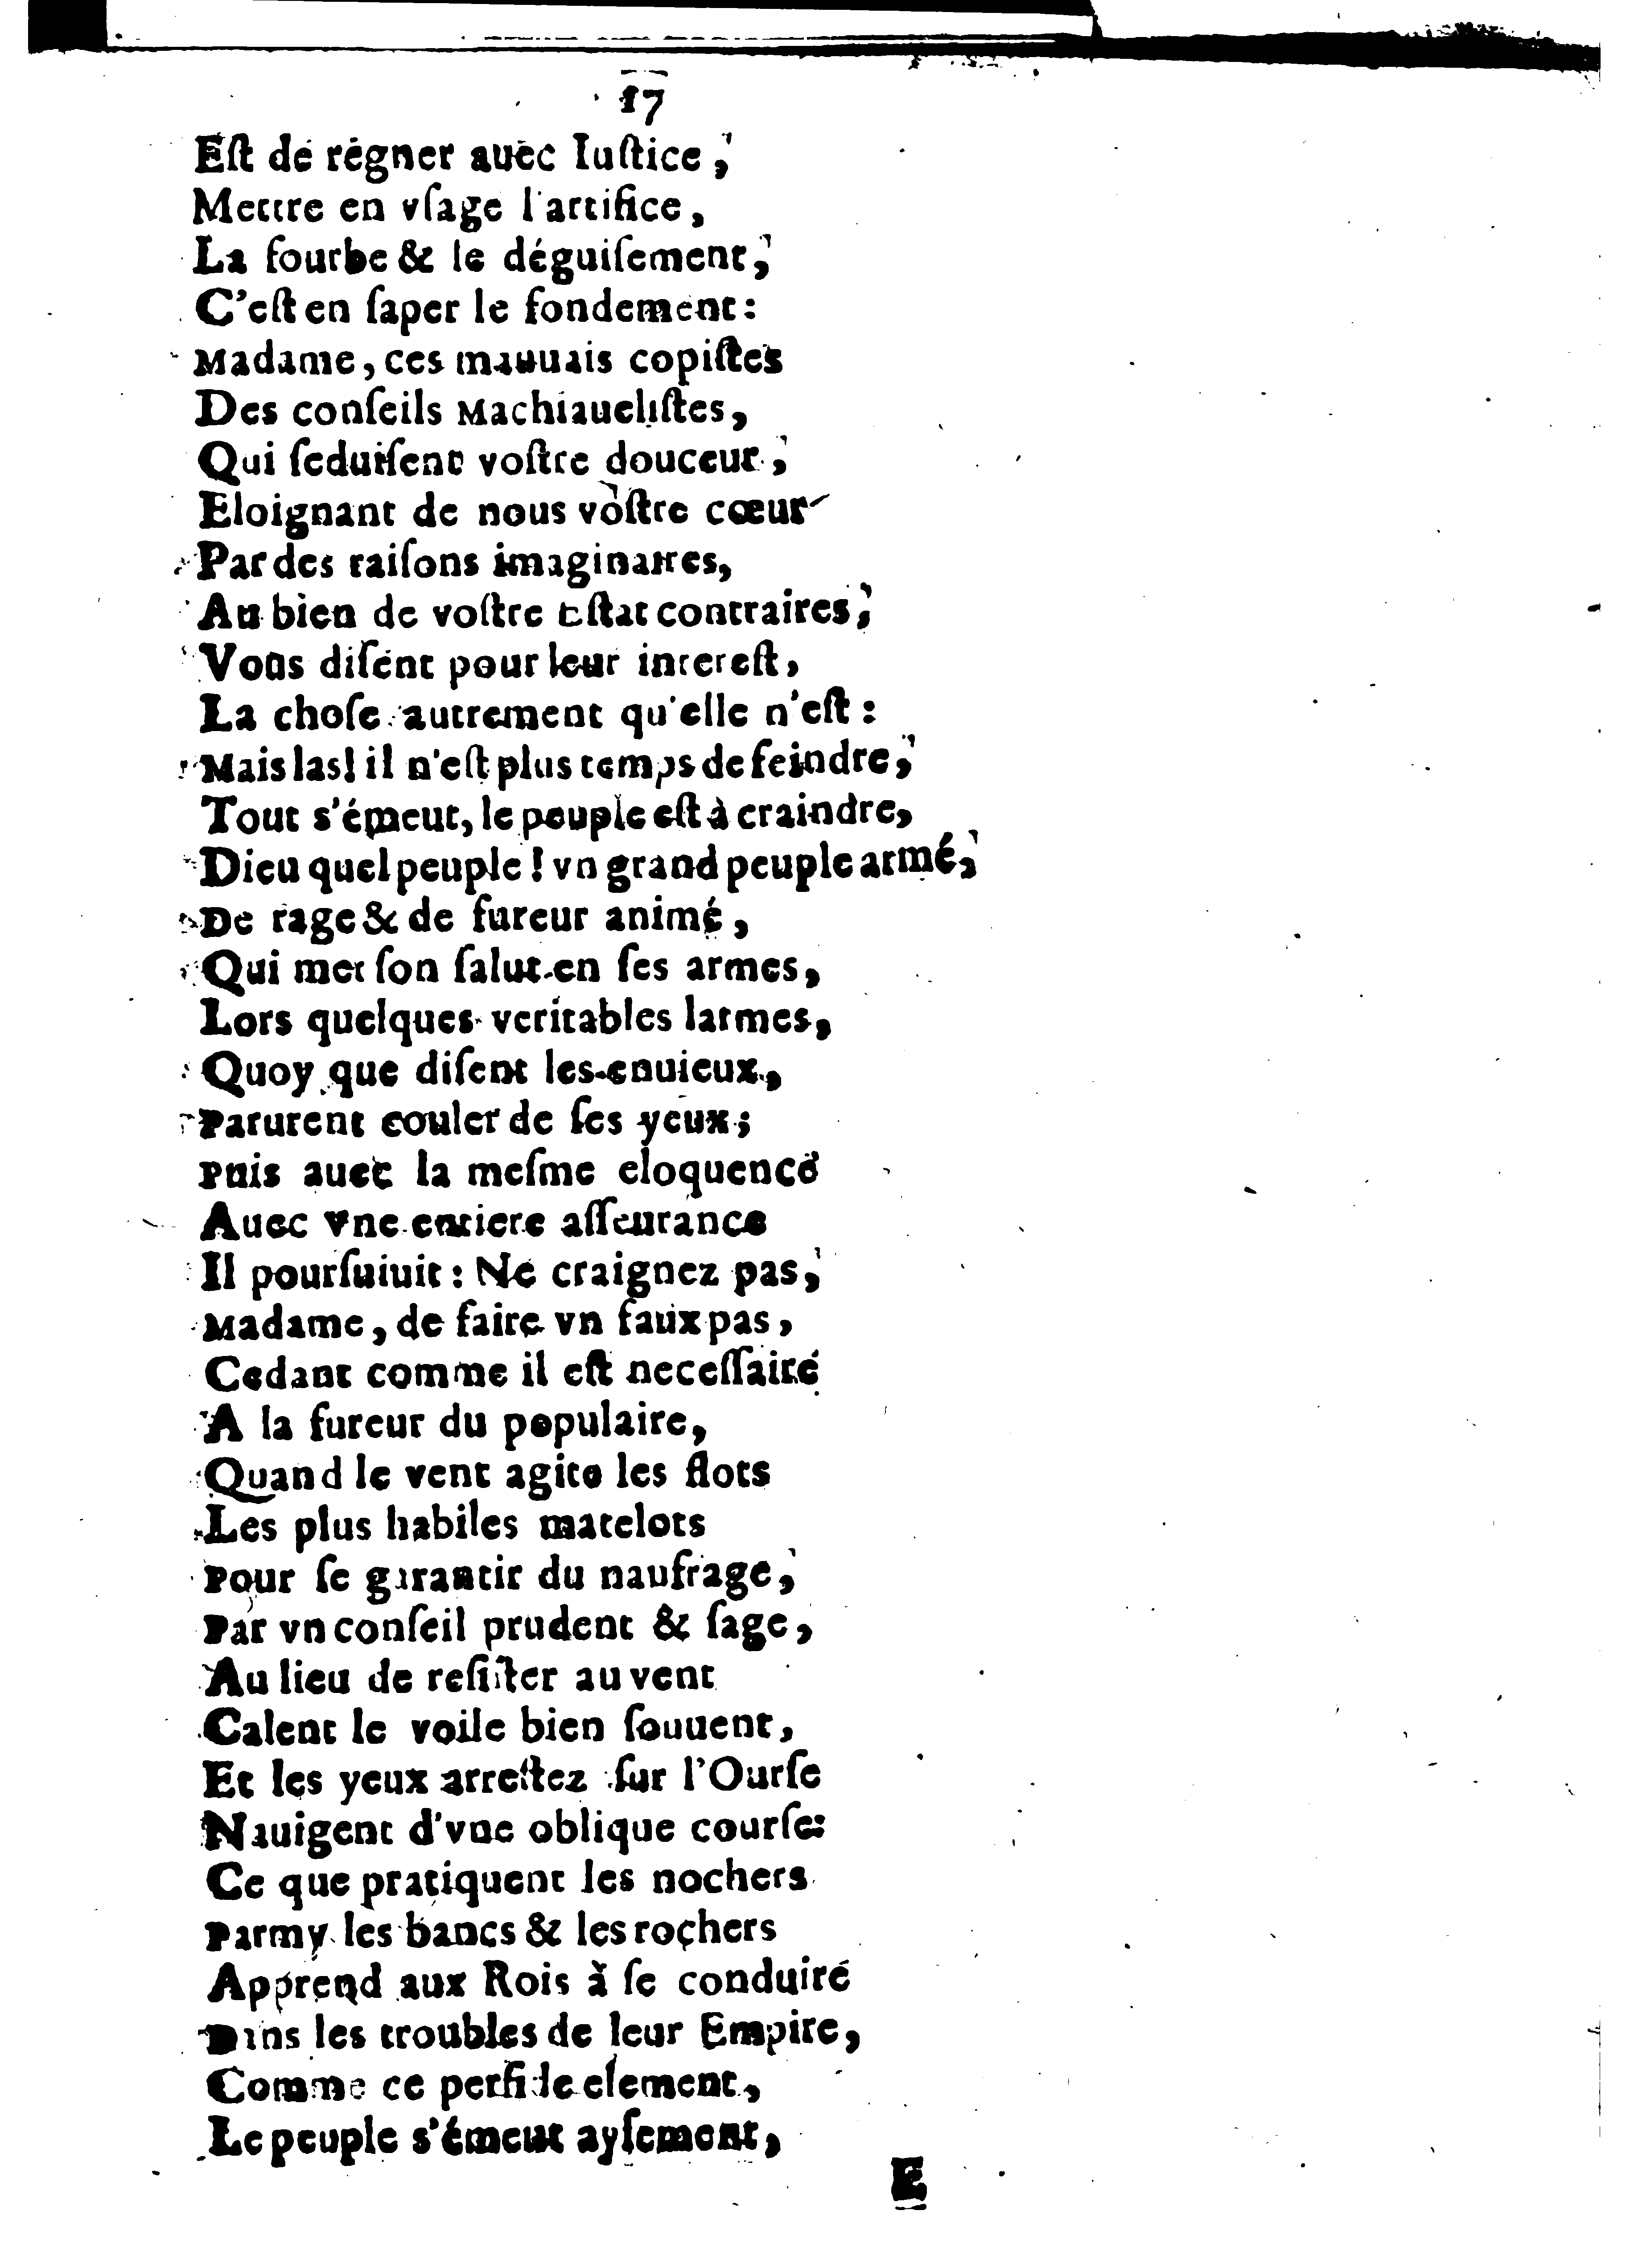 17
Eſt de régner auec Iuſtice,
Mettre en vſage l'artifice,
La fourbe & le déguiſement,
C'eſt en ſaper le fondement:
Madame, ces mauuais copiſtes
Des conſeils Machiaueliſtes,
Qui ſeduiſent voſtre douceur,
Eloignant de nous voſtre cœur
Par des raiſons imaginaires,
Au bien de voſtre Eſtat contraires,
Vous diſent pour leur intereſt,
La choſe autrement qu'elle n'eſt:
Mais las! il n'eſt plus temps de feindre,
Tout s'émeut, le peuple eſt à craindre,
Dieu quel peuple! vn grand peuple armé,
De rage & de fureur animé,
Qui met ſon ſalut en ſes armes,
Lors quelques veritables larmes,
Quoy que diſent les enuieux,
Parurent couler de ſes yeux;
Puis auec la meſme eloquence
Auec vne entiere aſſeurance
Il pourſuiuit: Ne craignez pas,
Madame, de faire vn faux pas,
Cedant comme il eſt neceſſaire
A la fureur du populaire,
Quand le vent agite les flots
Les plus habiles matelots
Pour ſe garantir du naufrage,
Par vn conſeil prudent & ſage,
Au lieu de reſiſter au vent
Calent le voile bien ſouuent,
Et les yeux arreſtez ſur l'Ourſe
Nauigent d'vne oblique courſe:
Ce que pratiquent les nochers
Parmy les bancs & les rochers
Apprend aux Rois à ſe conduire
Dans les troubles de leur Empire,
Comme ce perfide element,
Le peuple s'émeut ayſement,
E